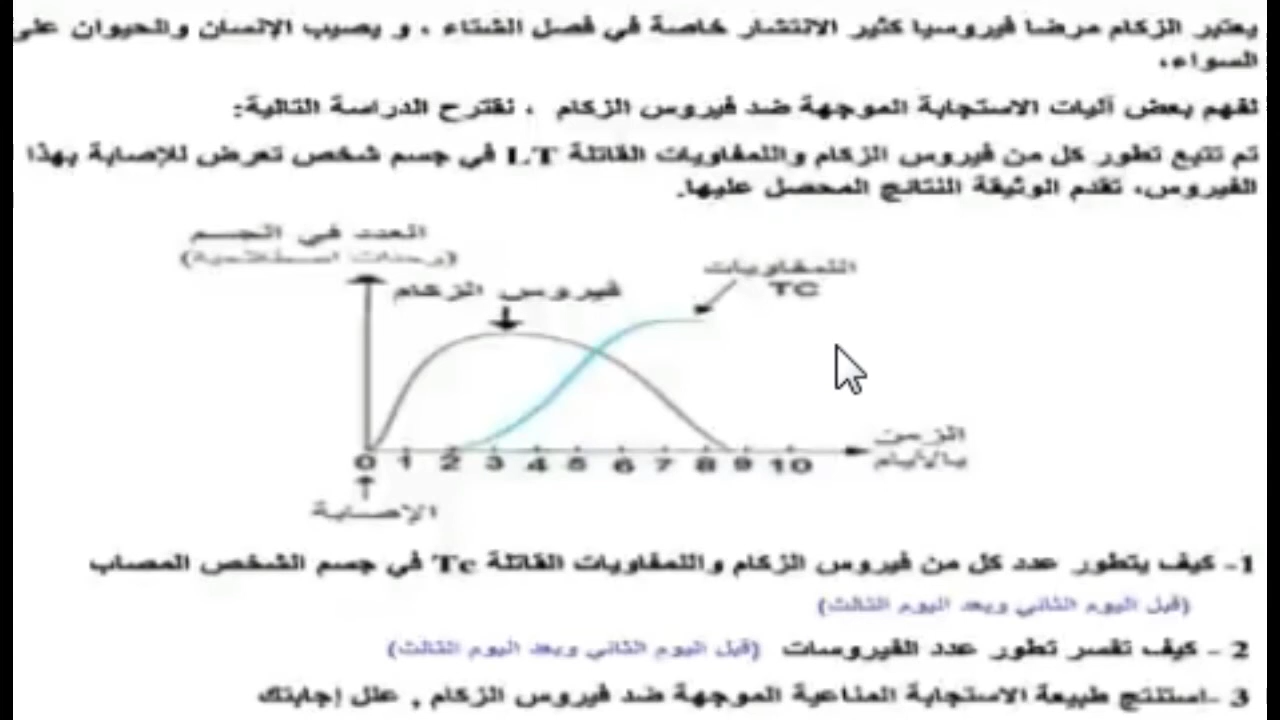 يعتبر الزكام مرضا فيروسيا كثير الانتشار خاصة في فصل الشتاء ، و يصيب الإنسان والحيوان على
السواء،
لفهم بعض آليات الاستجابة الموجهة ضد فيروس الزكام ، نقترح الدراسة التالية:
تم تتبع تطور كل من فيروس الزكام واللمفاويات القاتلة LT في جسم شخص تعرض للإصابة بهذا
الفيروس، تقدم الوثيقة النتائج المحصل عليها.
العدد في الجسم
(وحدات اصطلاحية)
فيروس الزكام
اللمفاويات
TC
0 1 2 3 4 5 6 7 8 9 10
الزمن
بالأيام
الإصابة
1- كيف يتطور عدد كل من فيروس الزكام واللمفاويات القاتلة Tc في جسم الشخص المصاب
(قبل اليوم الثاني وبعد اليوم الثالث)
2 - كيف تفسر تطور عدد الفيروسات (قبل اليوم الثاني وبعد اليوم الثالث)
3 -استنتج طبيعة الاستجابة المناعية الموجهة ضد فيروس الزكام , علل إجابتك